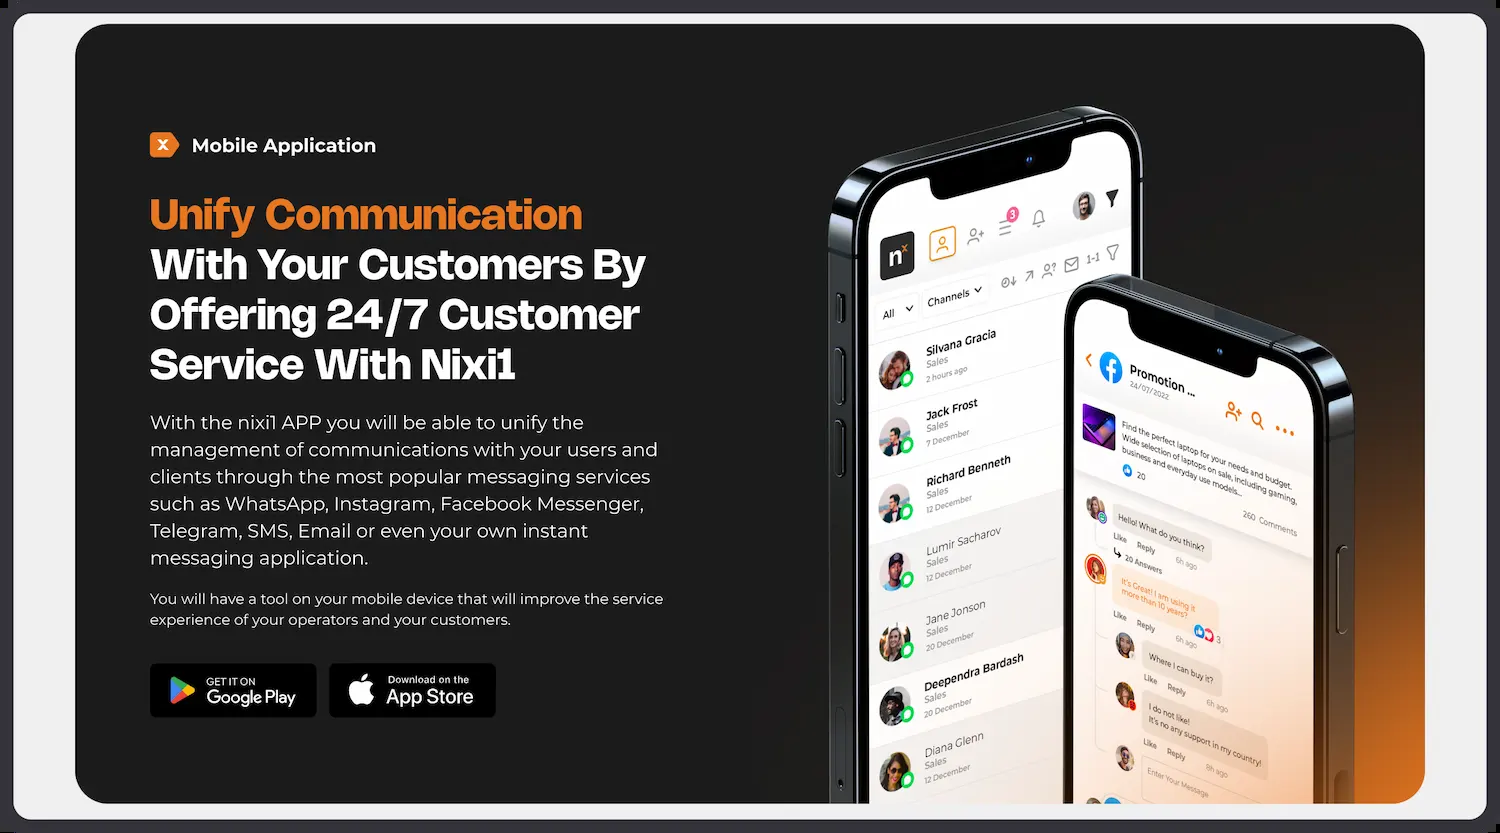 x Mobile Application
Unify Communication
With Your Customers By
Offering 24/7 Customer
Service With Nixi1
With the nixi1 APP you will be able to unify the
management of communications with your users and
clients through the most popular messaging services
such as WhatsApp, Instagram, Facebook Messenger,
Telegram, SMS, Email or even your own instant
messaging application.
You will have a tool on your mobile device that will improve the service
experience of your operators and your customers.
GET IT ON
Google Play
Download on the
App Store
3
nx
1-1
All
Channels
Silvana Gracia
Sales
2 hours ago
Jack Frost
Sales
7 December
Richard Benneth
Sales
12 December
Lumir Sacharov
Sales
12 December
Jane Jonson
Sales
20 December
Deependra Bardash
Sales
20 December
Diana Glenn
Sales
12 December
Promotion ...
24/07/2022
Find the perfect laptop for your needs and budget.
Wide selection of laptops on sale, including gaming,
business and everyday use models...
20
260 Comments
Hello! What do you think?
Like Reply 6h ago
20 Answers
It's Great! I am using it
more than 10 years?
Like Reply 6h ago 3
Where I can buy it?
Like Reply 6h ago
I do not like!
It's no any support in my country!
Like Reply 8h ago
Enter Your Message